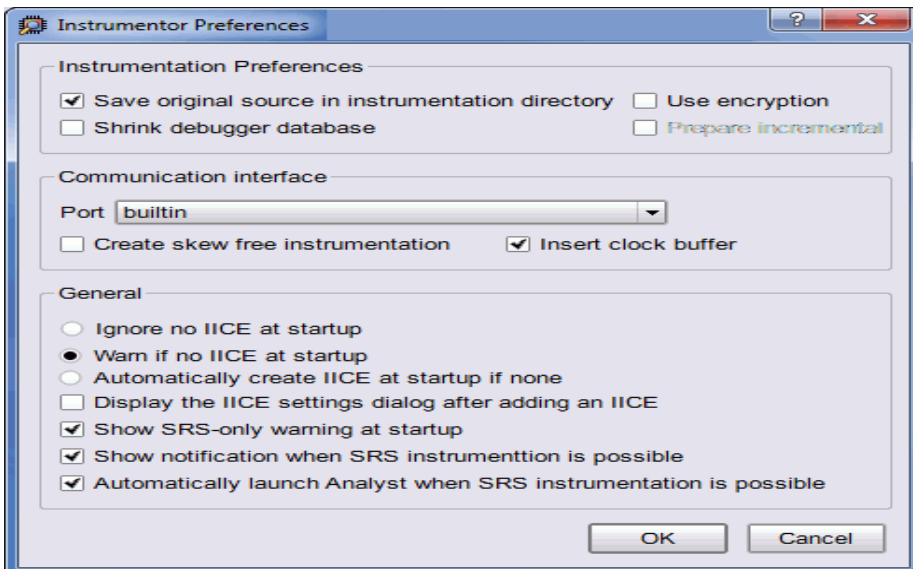 Instrumentor Preferences
Instrumentation Preferences
Save original source in instrumentation directory
Use encryption
Shrink debugger database
Prepare incremental
Communication interface
Port builtin
Create skew free instrumentation
Insert clock buffer
General
Ignore no IICE at startup
Warn if no IICE at startup
Automatically create IICE at startup if none
Display the IICE settings dialog after adding an IICE
Show SRS-only warning at startup
Show notification when SRS instrumenttion is possible
Automatically launch Analyst when SRS instrumentation is possible
OK
Cancel